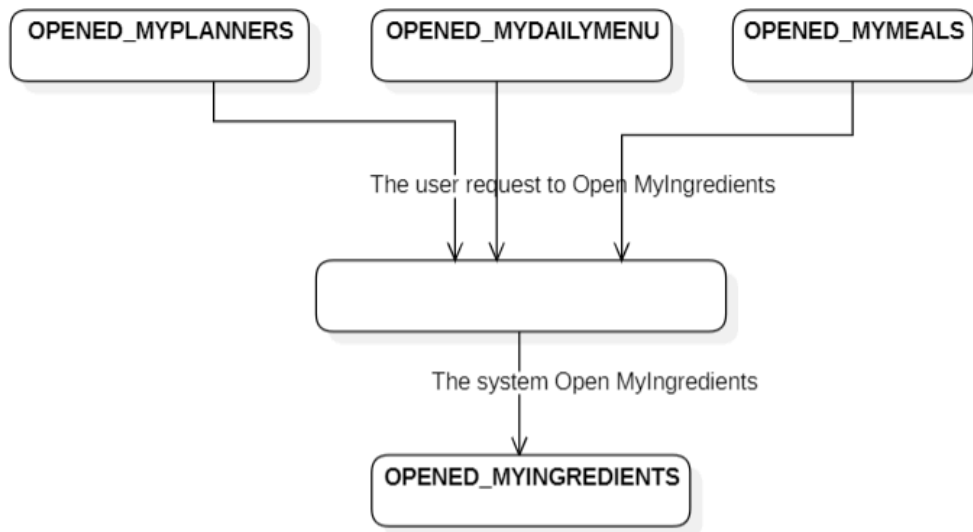 OPENED_MYPLANNERS
OPENED_MYDAILYMENU
OPENED_MYMEALS
The user request to Open MyIngredients
The system Open MyIngredients
OPENED_MYINGREDIENTS